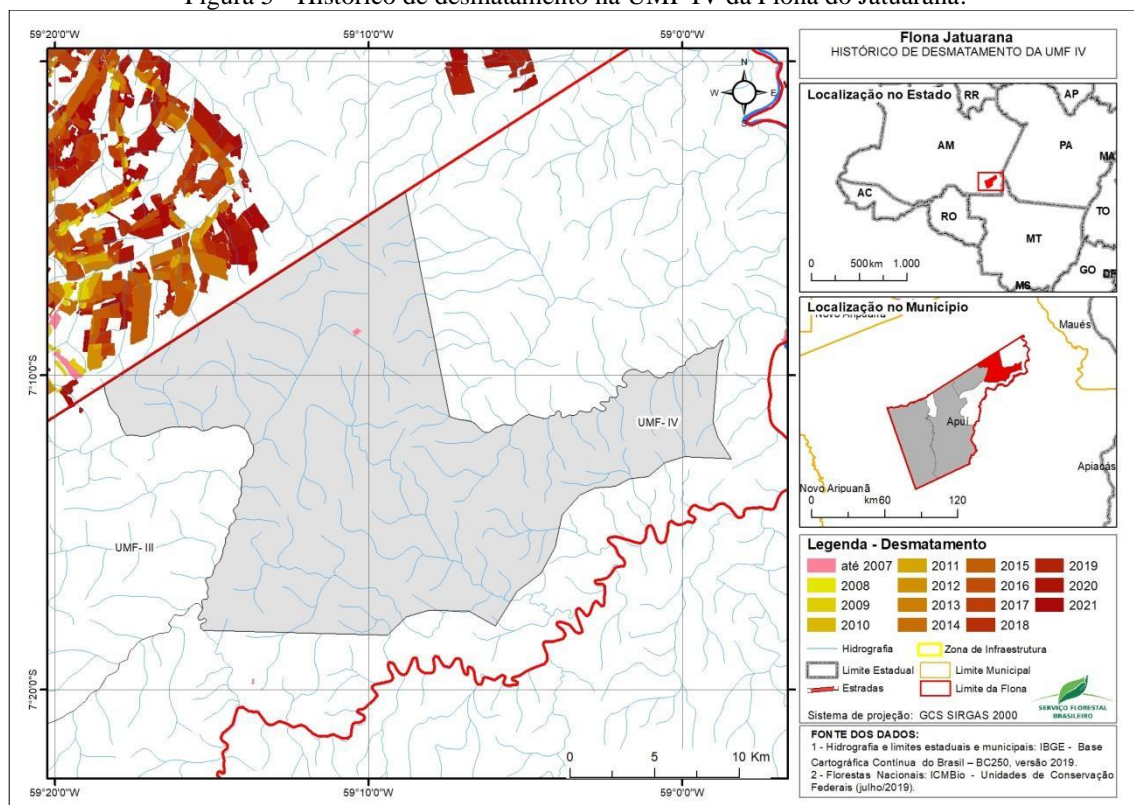 Figura 3 - Histórico de desmatamento na UMF IV da Flona do Jatuarana.
59°20'0"W
59°10'0"W
59°0'0"W
N
W
E
S
7°10'0"S
7°20'0"S
UMF- IV
UMF- III
0 5 10 Km
59°20'0"W
59°10'0"W
59°0'0"W
Flona Jatuarana
HISTÓRICO DE DESMATAMENTO DA UMF IV
Localização no Estado
RR
AP
AM
PA
MA
AC
RO
TO
MT
GO
DF
MS
0 500 km 1.000
Localização no Município
Novo Aripuanã
Maués
Apuí
Apiacás
Novo Aripuanã
0 km 60 120
Legenda - Desmatamento
até 2007 2011 2015 2019
2008 2012 2016 2020
2009 2013 2017 2021
2010 2014 2018
Hidrografia Zona de Infraestrutura
Limite Estadual Limite Municipal
Estradas Limite da Flona
Sistema de projeção: GCS SIRGAS 2000
SERVIÇO FLORESTAL
BRASILEIRO
FONTE DOS DADOS:
1 - Hidrografia e limites estaduais e municipais: IBGE - Base
Cartográfica Contínua do Brasil – BC250, versão 2019.
2 - Florestas Nacionais: ICMBio - Unidades de Conservação
Federais (julho/2019).